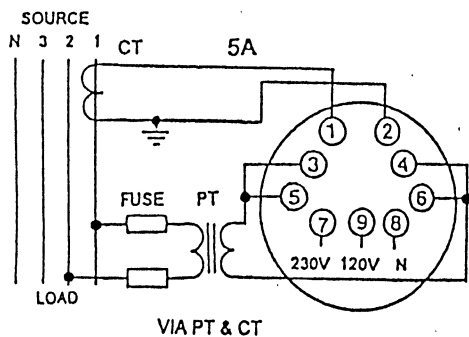 SOURCE
N 3 2 1 CT 5A
1 2
3 4
5 6
FUSE PT
7 9 8
230V 120V N
LOAD
VIA PT & CT